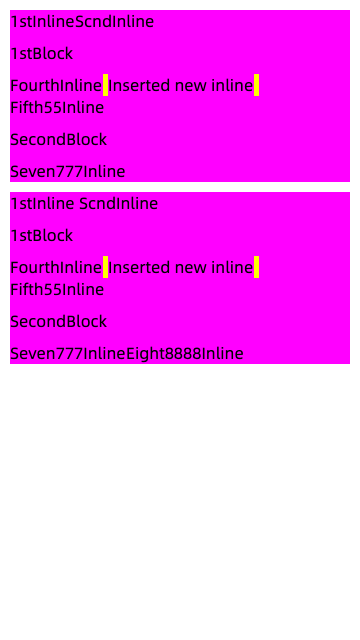 1stInlineScndInline
1stBlock
FourthInline Inserted new inline
Fifth55Inline
SecondBlock
Seven777Inline
1stInline ScndInline
1stBlock
FourthInline Inserted new inline
Fifth55Inline
SecondBlock
Seven777InlineEight8888Inline